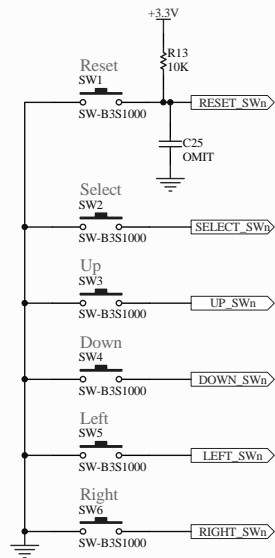 +3.3V
R13
10K
Reset
SW1
RESET_SWn
SW-B3S1000
C25
OMIT
Select
SW2
SELECT_SWn
SW-B3S1000
Up
SW3
UP_SWn
SW-B3S1000
Down
SW4
DOWN_SWn
SW-B3S1000
Left
SW5
LEFT_SWn
SW-B3S1000
Right
SW6
RIGHT_SWn
SW-B3S1000